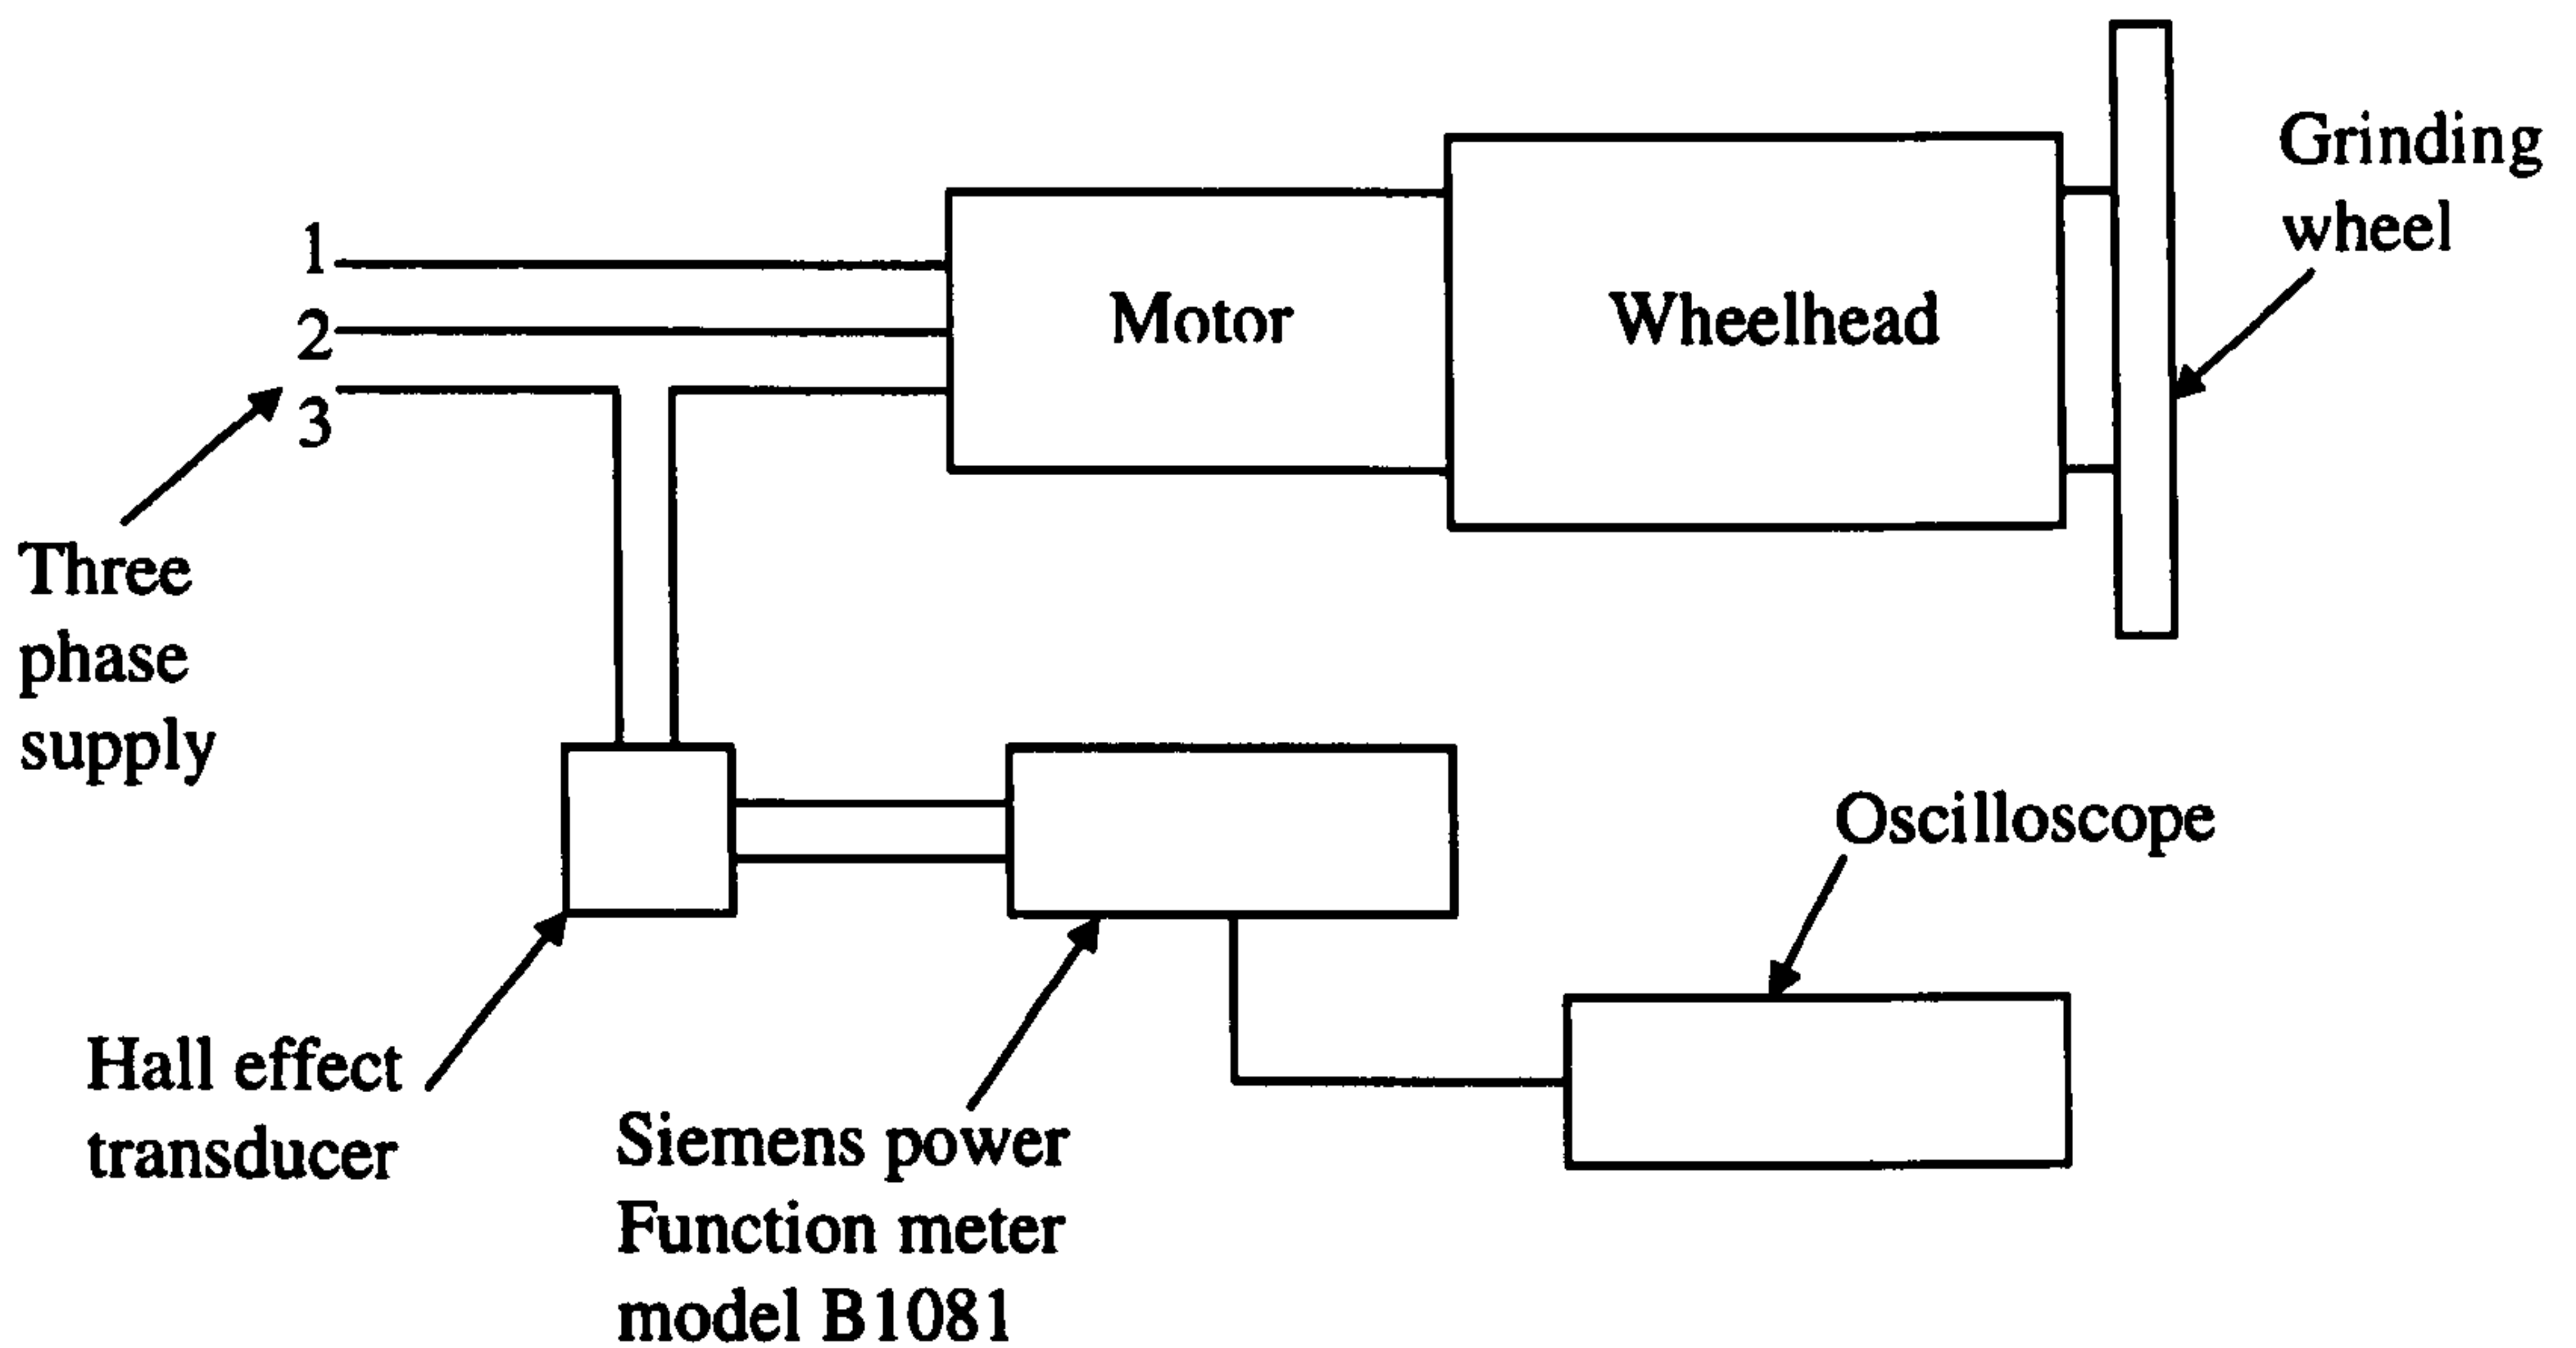 Grinding
wheel
1
2
3
Motor
Wheelhead
Three
phase
supply
Oscilloscope
Hall effect
transducer
Siemens power
Function meter
model B1081